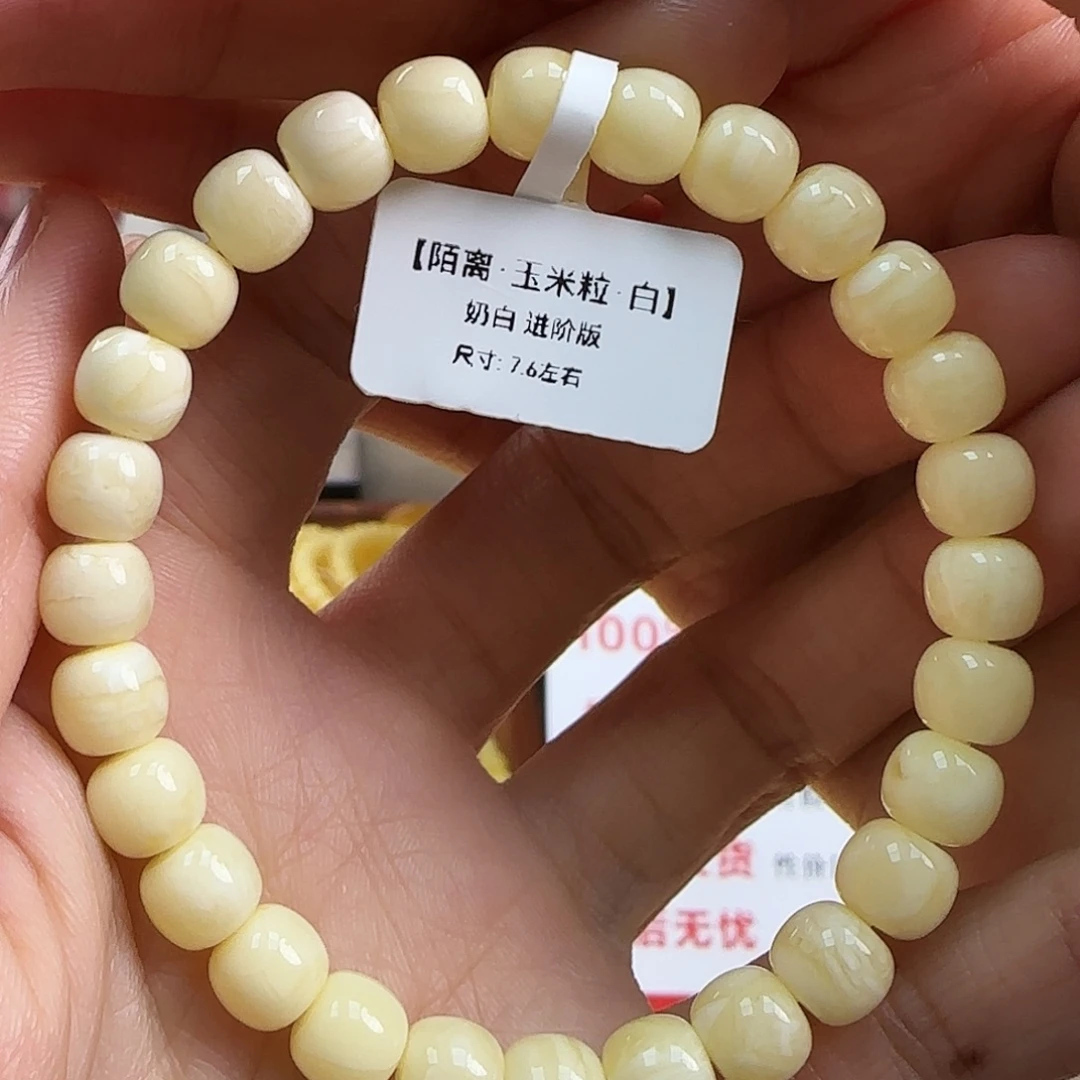 【陌离·玉米粒·白】
奶白 进阶版
尺寸: 7.6左右
100%
货
后无忧